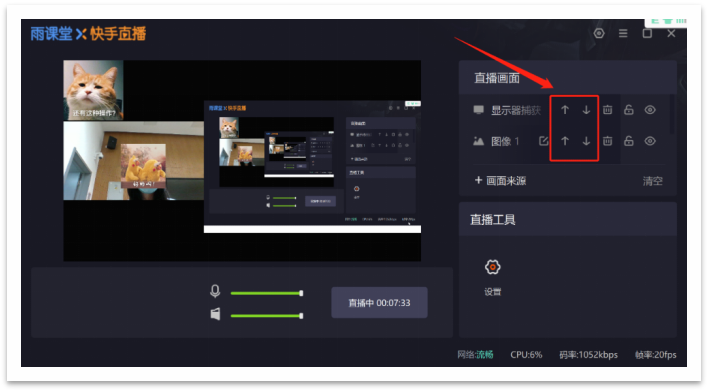 雨课堂 X 快手直播
还有这种操作?
直播画面
显示器捕获
图像 1
+ 画面来源
清空
直播工具
设置
直播中 00:07:33
网络:流畅 CPU:6% 码率:1052kbps 帧率:20fps